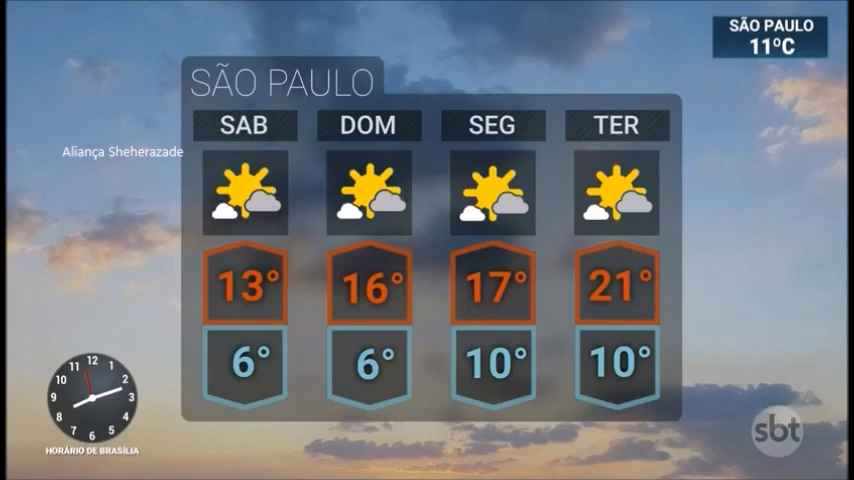 SÃO PAULO
11ºC
SÃO PAULO
SAB DOM SEG TER
Aliança Sheherazade
13° 16° 17° 21°
6° 6° 10° 10°
12
1
2
3
4
5
6
7
8
9
10
11
HORÁRIO DE BRASÍLIA
sbt